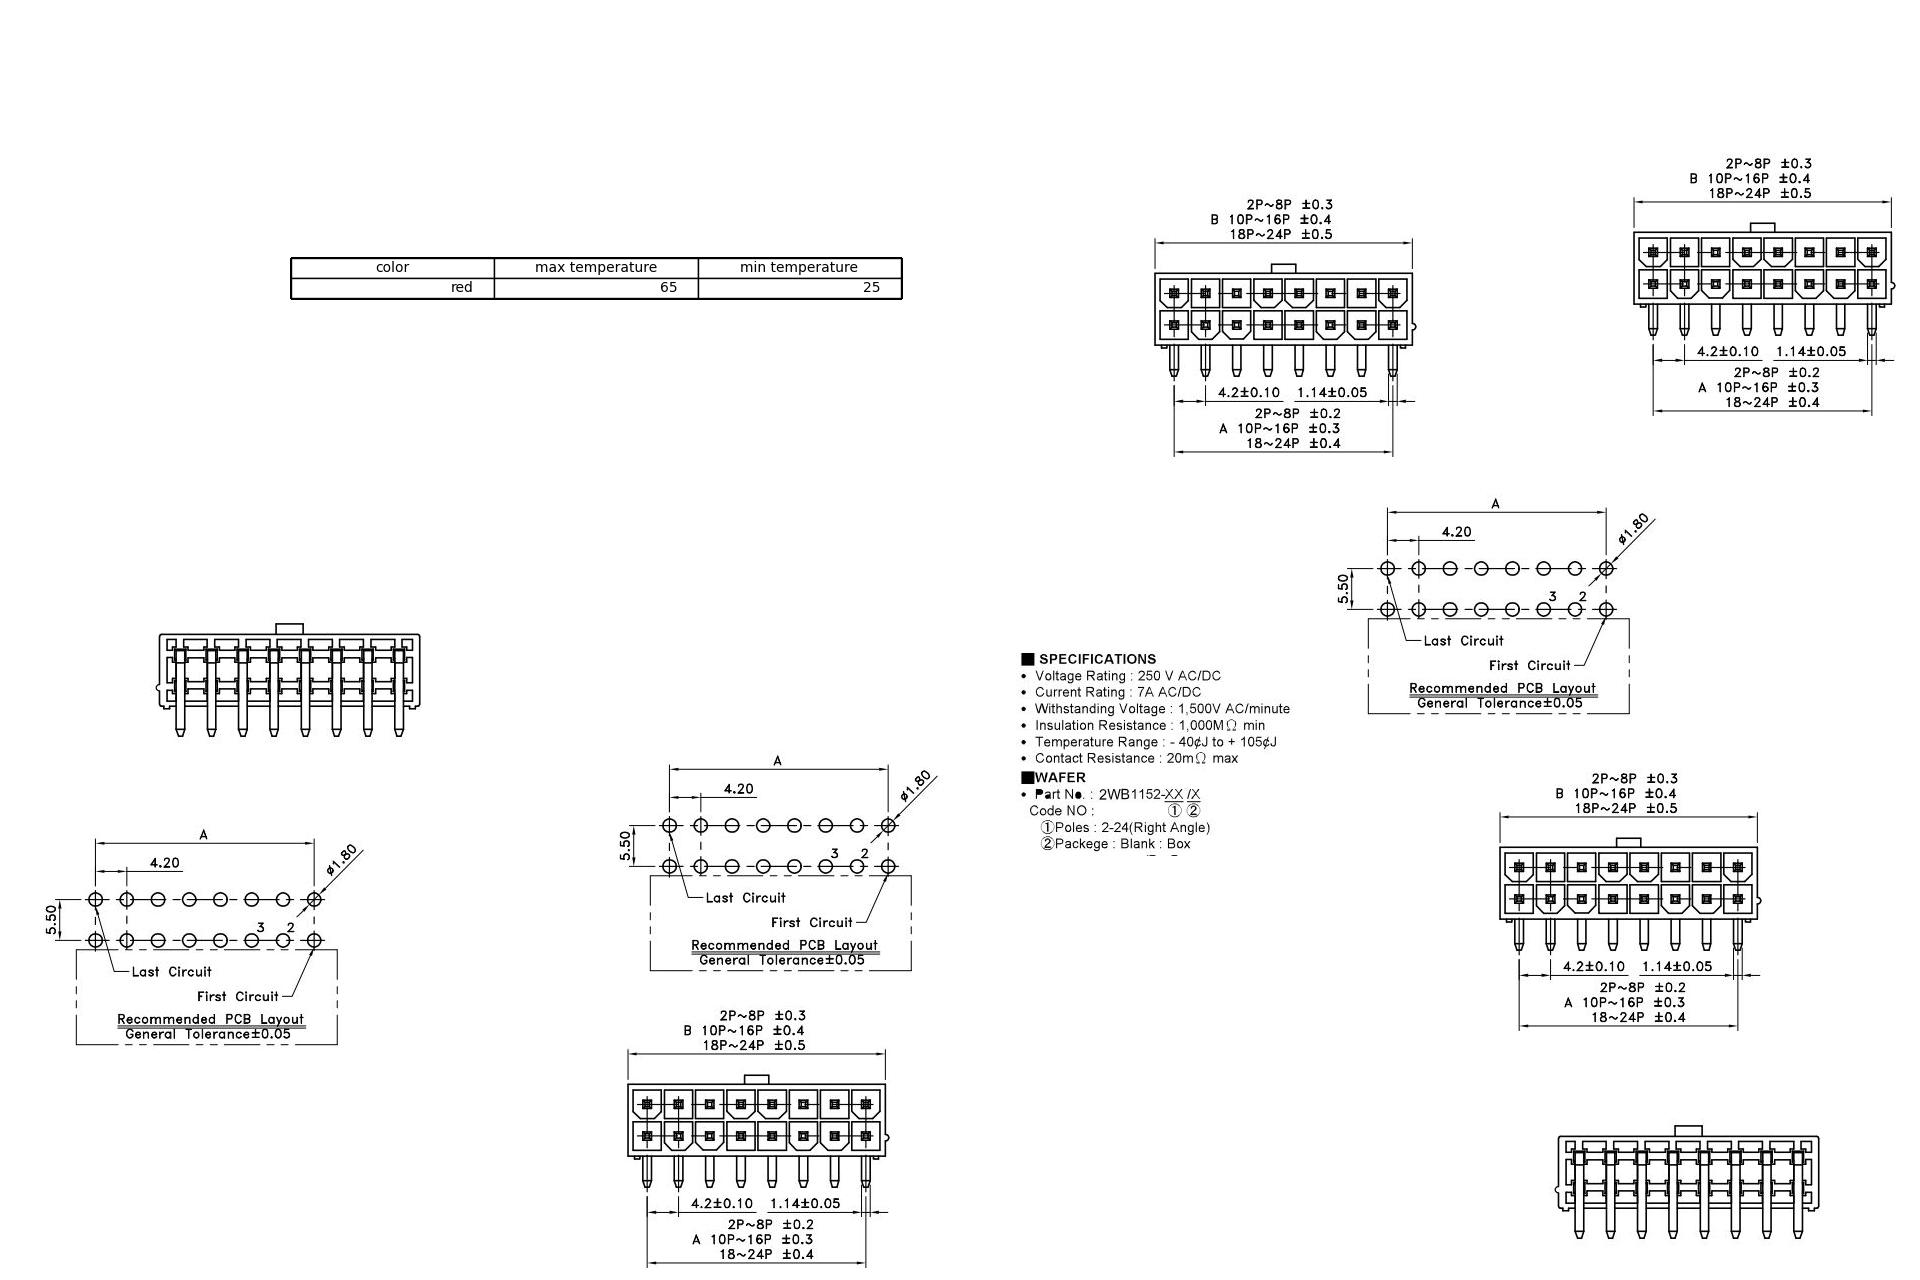 2P~8P ±0.3
B 10P~16P ±0.4
18P~24P ±0.5
4.2±0.10 1.14±0.05
2P~8P ±0.2
A 10P~16P ±0.3
18~24P ±0.4
2P~8P ±0.3
B 10P~16P ±0.4
18P~24P ±0.5
4.2±0.10 1.14±0.05
2P~8P ±0.2
A 10P~16P ±0.3
18~24P ±0.4
color max temperature min temperature
red 65 25
A
4.20
ø1.80
5.50
3 2
Last Circuit
First Circuit
Recommended PCB Layout
General Tolerance±0.05
■ SPECIFICATIONS
• Voltage Rating : 250 V AC/DC
• Current Rating : 7A AC/DC
• Withstanding Voltage : 1,500V AC/minute
• Insulation Resistance : 1,000MΩ min
• Temperature Range : - 40¢J to + 105¢J
• Contact Resistance : 20mΩ max
■WAFER
• Part No. : 2WB1152-XX /X
Code NO : ① ②
①Poles : 2-24(Right Angle)
②Packege : Blank : Box
A
4.20
ø1.80
5.50
3 2
Last Circuit
First Circuit
Recommended PCB Layout
General Tolerance±0.05
2P~8P ±0.3
B 10P~16P ±0.4
18P~24P ±0.5
4.2±0.10 1.14±0.05
2P~8P ±0.2
A 10P~16P ±0.3
18~24P ±0.4
A
4.20
ø1.80
5.50
3 2
Last Circuit
First Circuit
Recommended PCB Layout
General Tolerance±0.05
2P~8P ±0.3
B 10P~16P ±0.4
18P~24P ±0.5
4.2±0.10 1.14±0.05
2P~8P ±0.2
A 10P~16P ±0.3
18~24P ±0.4